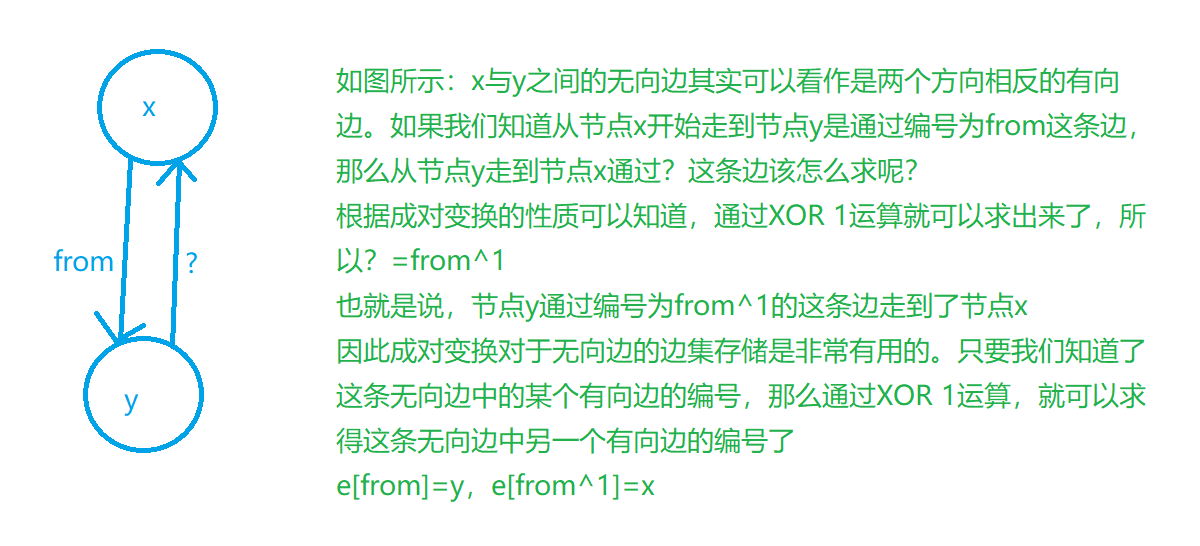 x
from
?
y
如图所示：x与y之间的无向边其实可以看作是两个方向相反的有向
边。如果我们知道从节点x开始走到节点y是通过编号为from这条边，
那么从节点y走到节点x通过？这条边该怎么求呢？
根据成对变换的性质可以知道，通过XOR 1运算就可以求出来了，所
以？=from^1
也就是说，节点y通过编号为from^1的这条边走到了节点x
因此成对变换对于无向边的边集存储是非常有用的。只要我们知道了
这条无向边中的某个有向边的编号，那么通过XOR 1运算，就可以求
得这条无向边中另一个有向边的编号了
e[from]=y，e[from^1]=x